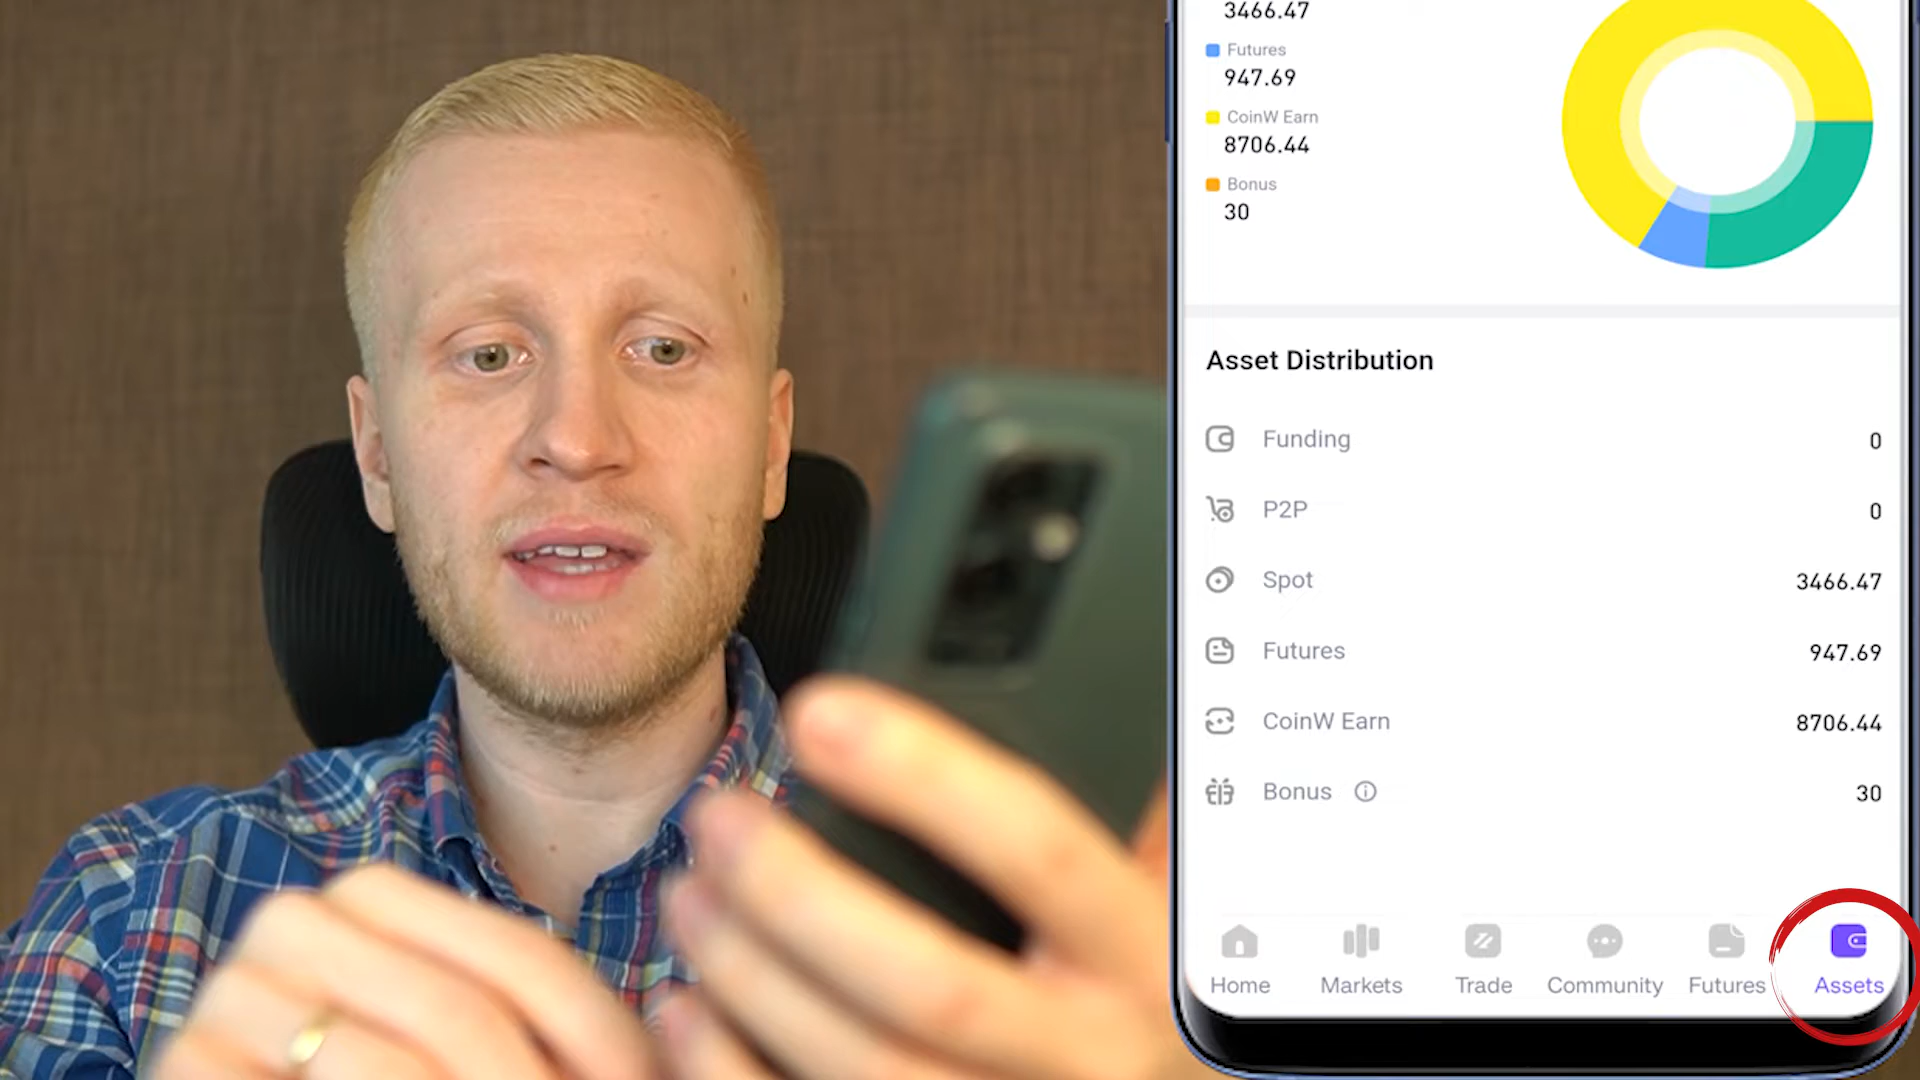 3466.47
Futures
947.69
CoinW Earn
8706.44
Bonus
30
Asset Distribution
Funding 0
P2P 0
Spot 3466.47
Futures 947.69
CoinW Earn 8706.44
Bonus 30
Home Markets Trade Community Futures Assets